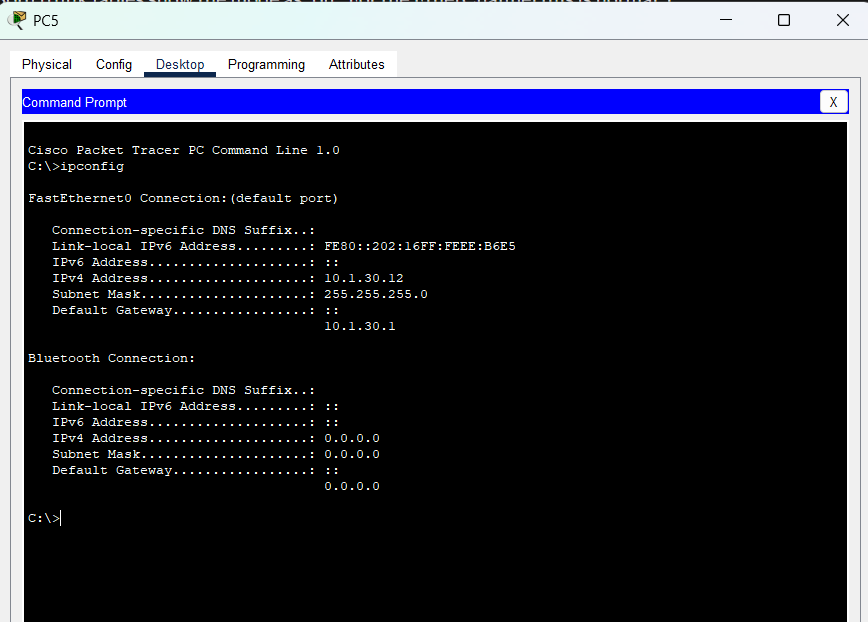 PC5
Physical Config Desktop Programming Attributes
Command Prompt
X
Cisco Packet Tracer PC Command Line 1.0
C:\>ipconfig
FastEthernet0 Connection:(default port)
Connection-specific DNS Suffix..:
Link-local IPv6 Address.........: FE80::202:16FF:FEEE:B6E5
IPv6 Address....................: ::
IPv4 Address....................: 10.1.30.12
Subnet Mask.....................: 255.255.255.0
Default Gateway.................: ::
10.1.30.1
Bluetooth Connection:
Connection-specific DNS Suffix..:
Link-local IPv6 Address.........: ::
IPv6 Address....................: ::
IPv4 Address....................: 0.0.0.0
Subnet Mask.....................: 0.0.0.0
Default Gateway.................: ::
0.0.0.0
C:\>